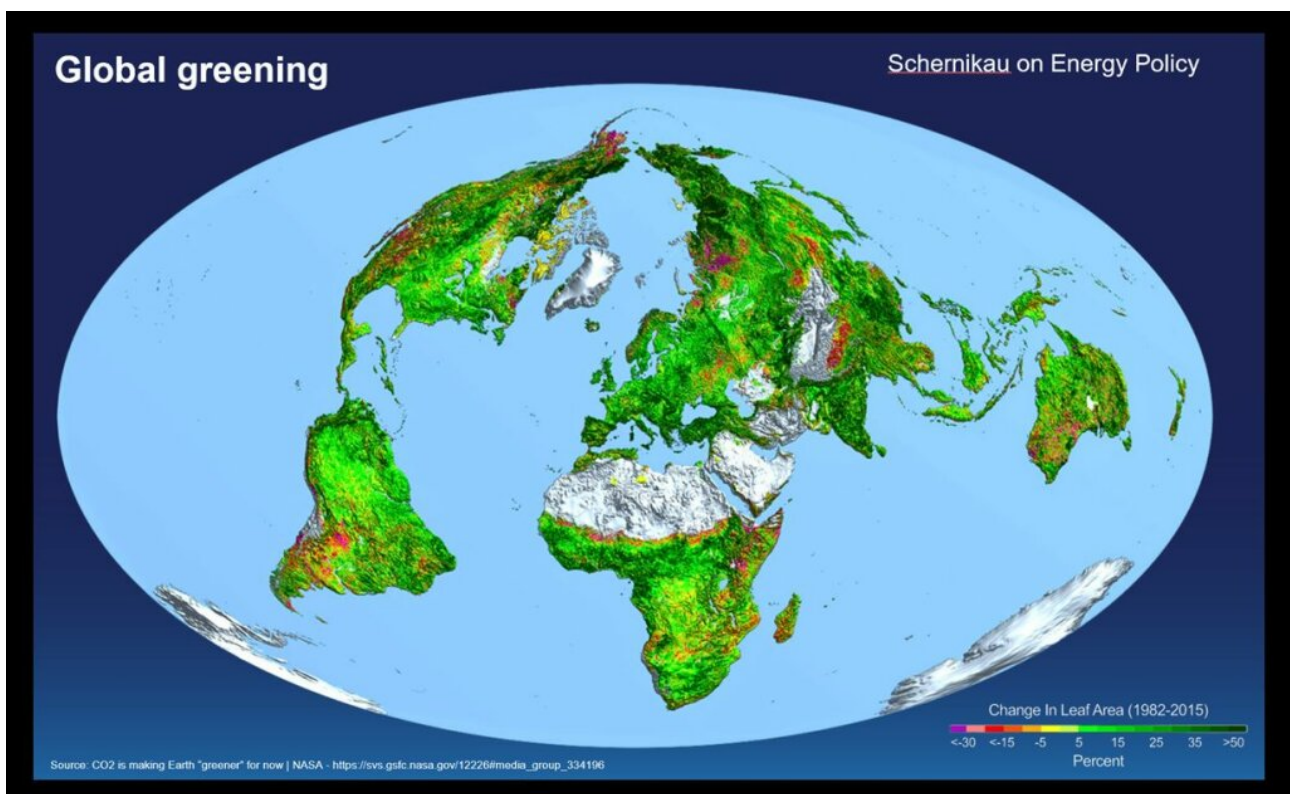 Global greening
Schernikau on Energy Policy
Change In Leaf Area (1982-2015)
<-30 <-15 -5 5 15 25 35 >50
Percent
Source: CO2 is making Earth "greener" for now | NASA - https://svs.gsfc.nasa.gov/12226#media_group_334196